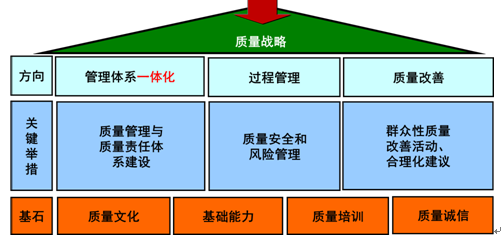 质量战略
方向
管理体系一体化
过程管理
质量改善
关
键
举
措
质量管理与
质量责任体
系建设
质量安全和
风险管理
群众性质量
改善活动、
合理化建议
基石
质量文化
基础能力
质量培训
质量诚信